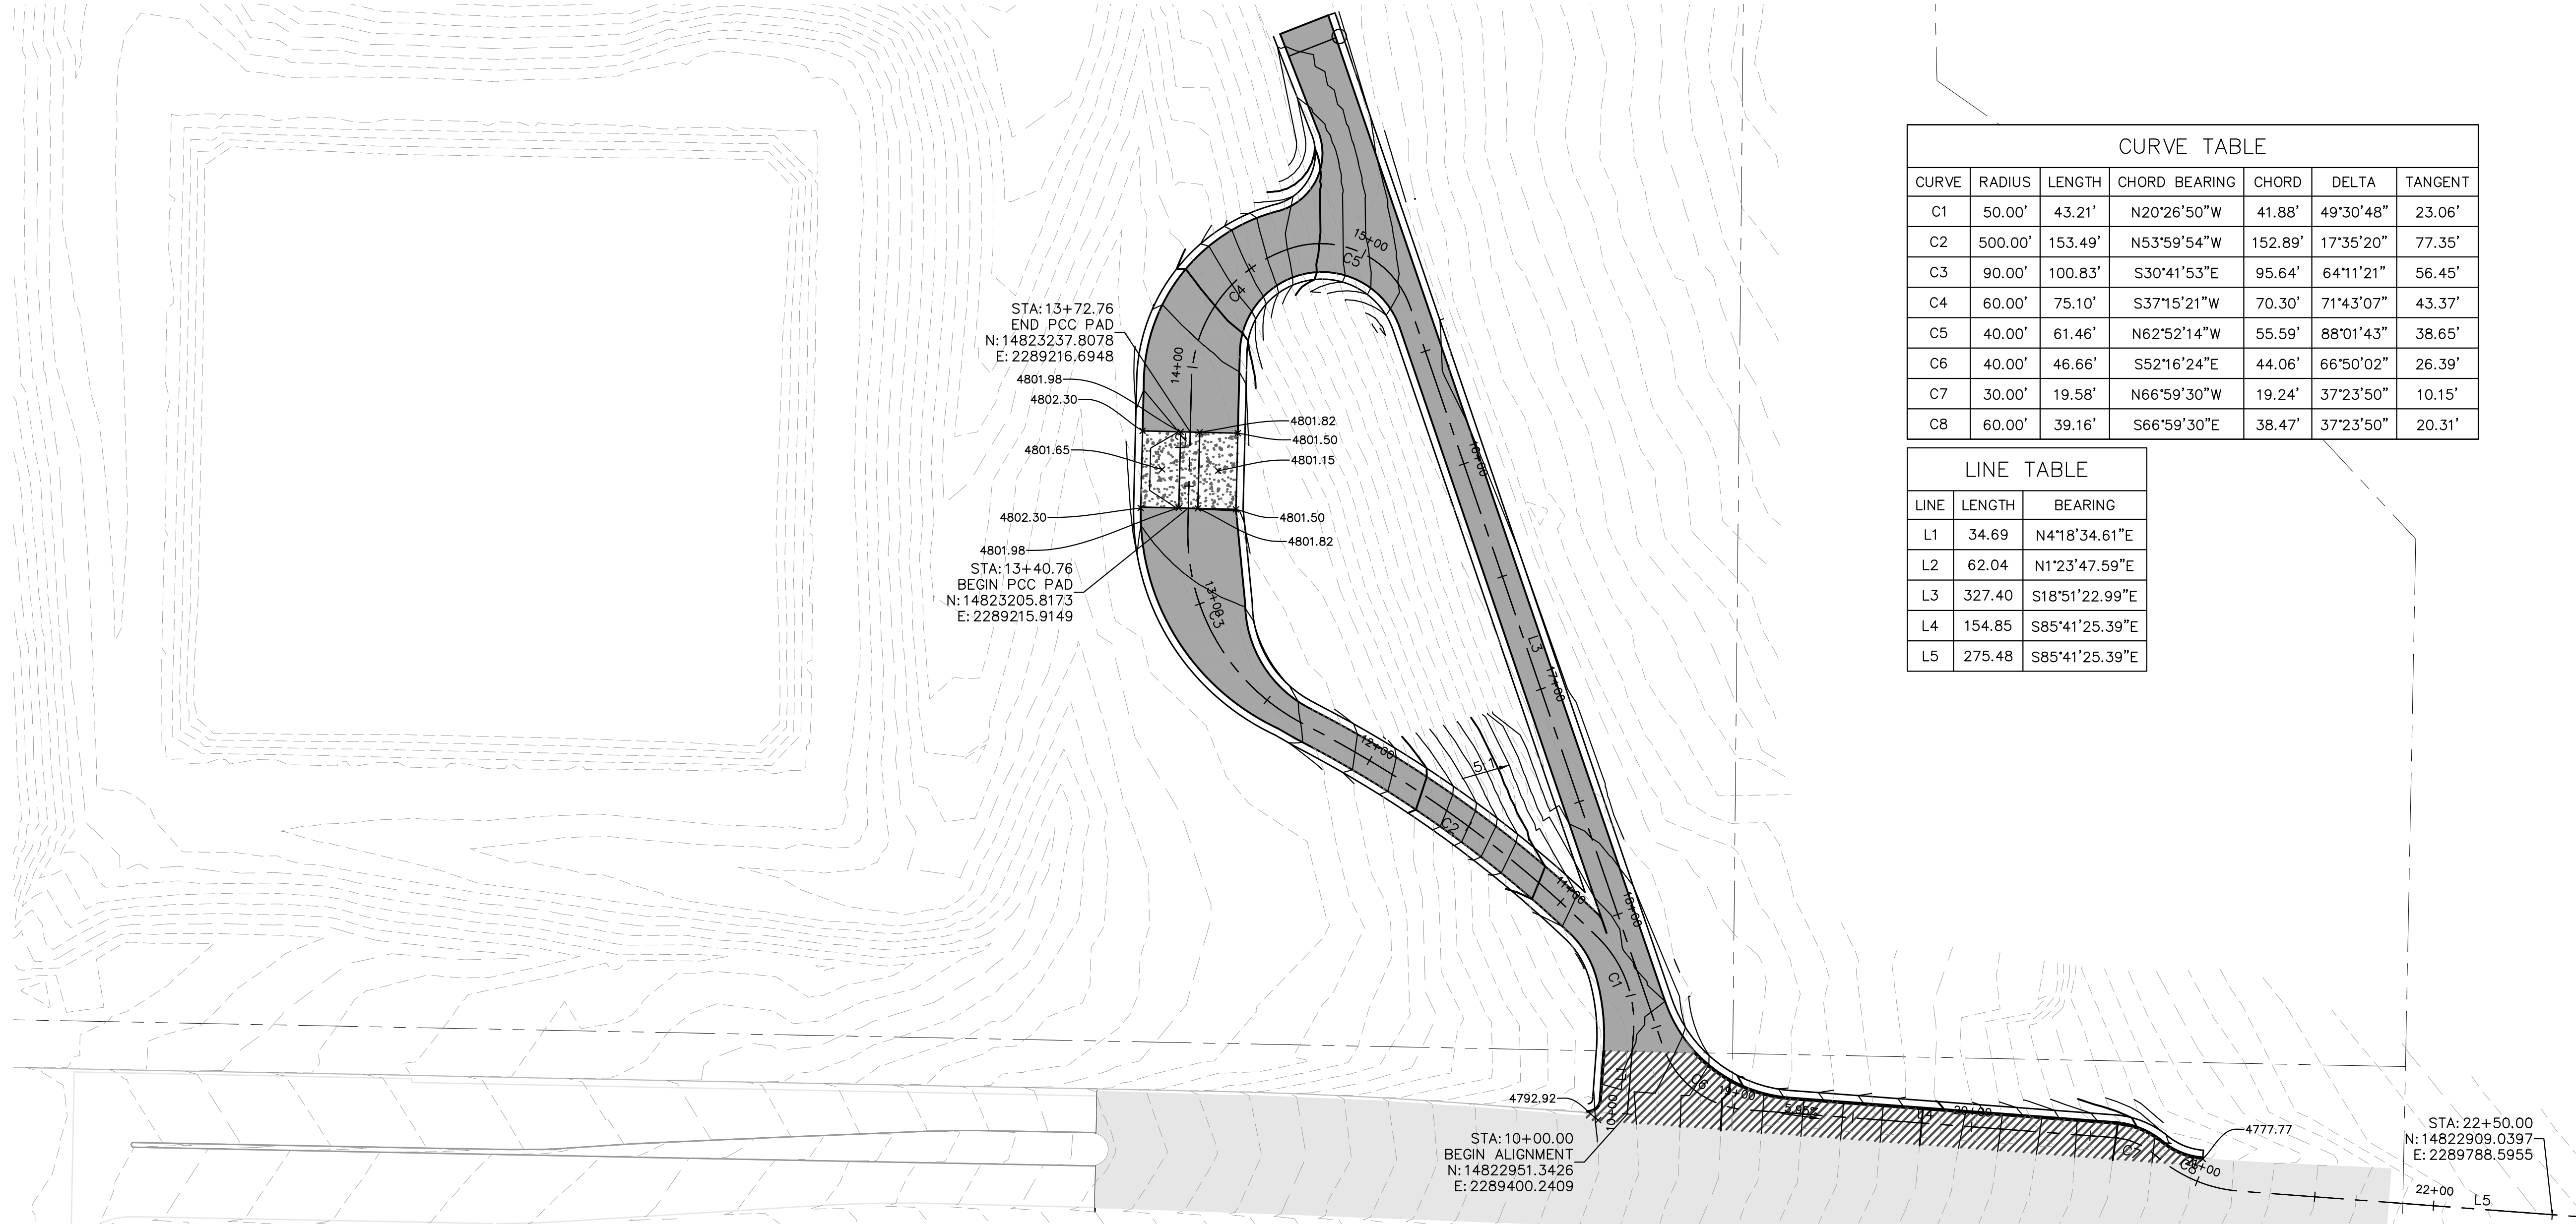 CURVE TABLE
CURVE RADIUS LENGTH CHORD BEARING CHORD DELTA TANGENT
C1 50.00' 43.21' N20°26'50"W 41.88' 49°30'48" 23.06'
C2 500.00' 153.49' N53°59'54"W 152.89' 17°35'20" 77.35'
C3 90.00' 100.83' S30°41'53"E 95.64' 64°11'21" 56.45'
C4 60.00' 75.10' S37°15'21"W 70.30' 71°43'07" 43.37'
C5 40.00' 61.46' N62°52'14"W 55.59' 88°01'43" 38.65'
C6 40.00' 46.66' S52°16'24"E 44.06' 66°50'02" 26.39'
C7 30.00' 19.58' N66°59'30"W 19.24' 37°23'50" 10.15'
C8 60.00' 39.16' S66°59'30"E 38.47' 37°23'50" 20.31'
LINE TABLE
LINE LENGTH BEARING
L1 34.69 N4°18'34.61"E
L2 62.04 N1°23'47.59"E
L3 327.40 S18°51'22.99"E
L4 154.85 S85°41'25.39"E
L5 275.48 S85°41'25.39"E
15+00
C5
C4
STA:13+72.76
END PCC PAD
N:14823237.8078
E:2289216.6948
14+00
4801.98
4802.30
4801.82
4801.50
4801.65
4801.15
16+00
4802.30
4801.50
4801.98
4801.82
STA:13+40.76
BEGIN PCC PAD
N:14823205.8173
E:2289215.9149
13+00
C3
L3
17+00
12+00
5:1
C2
11+00
18+00
C1
L1
C6
10+00
19+00
4792.92
L4
20+00
STA:10+00.00
BEGIN ALIGNMENT
N:14822951.3426
E:2289400.2409
4777.77
C7
C8
STA:22+50.00
N:14822909.0397
E:2289788.5955
22+00
L5